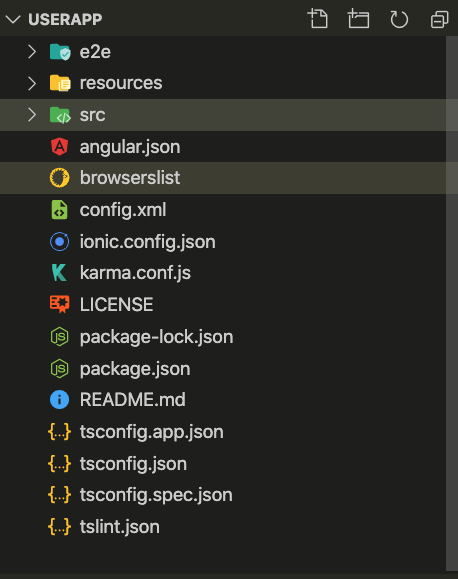 USERAPP
e2e
resources
src
angular.json
browserslist
config.xml
ionic.config.json
karma.conf.js
LICENSE
package-lock.json
package.json
README.md
tsconfig.app.json
tsconfig.json
tsconfig.spec.json
tslint.json